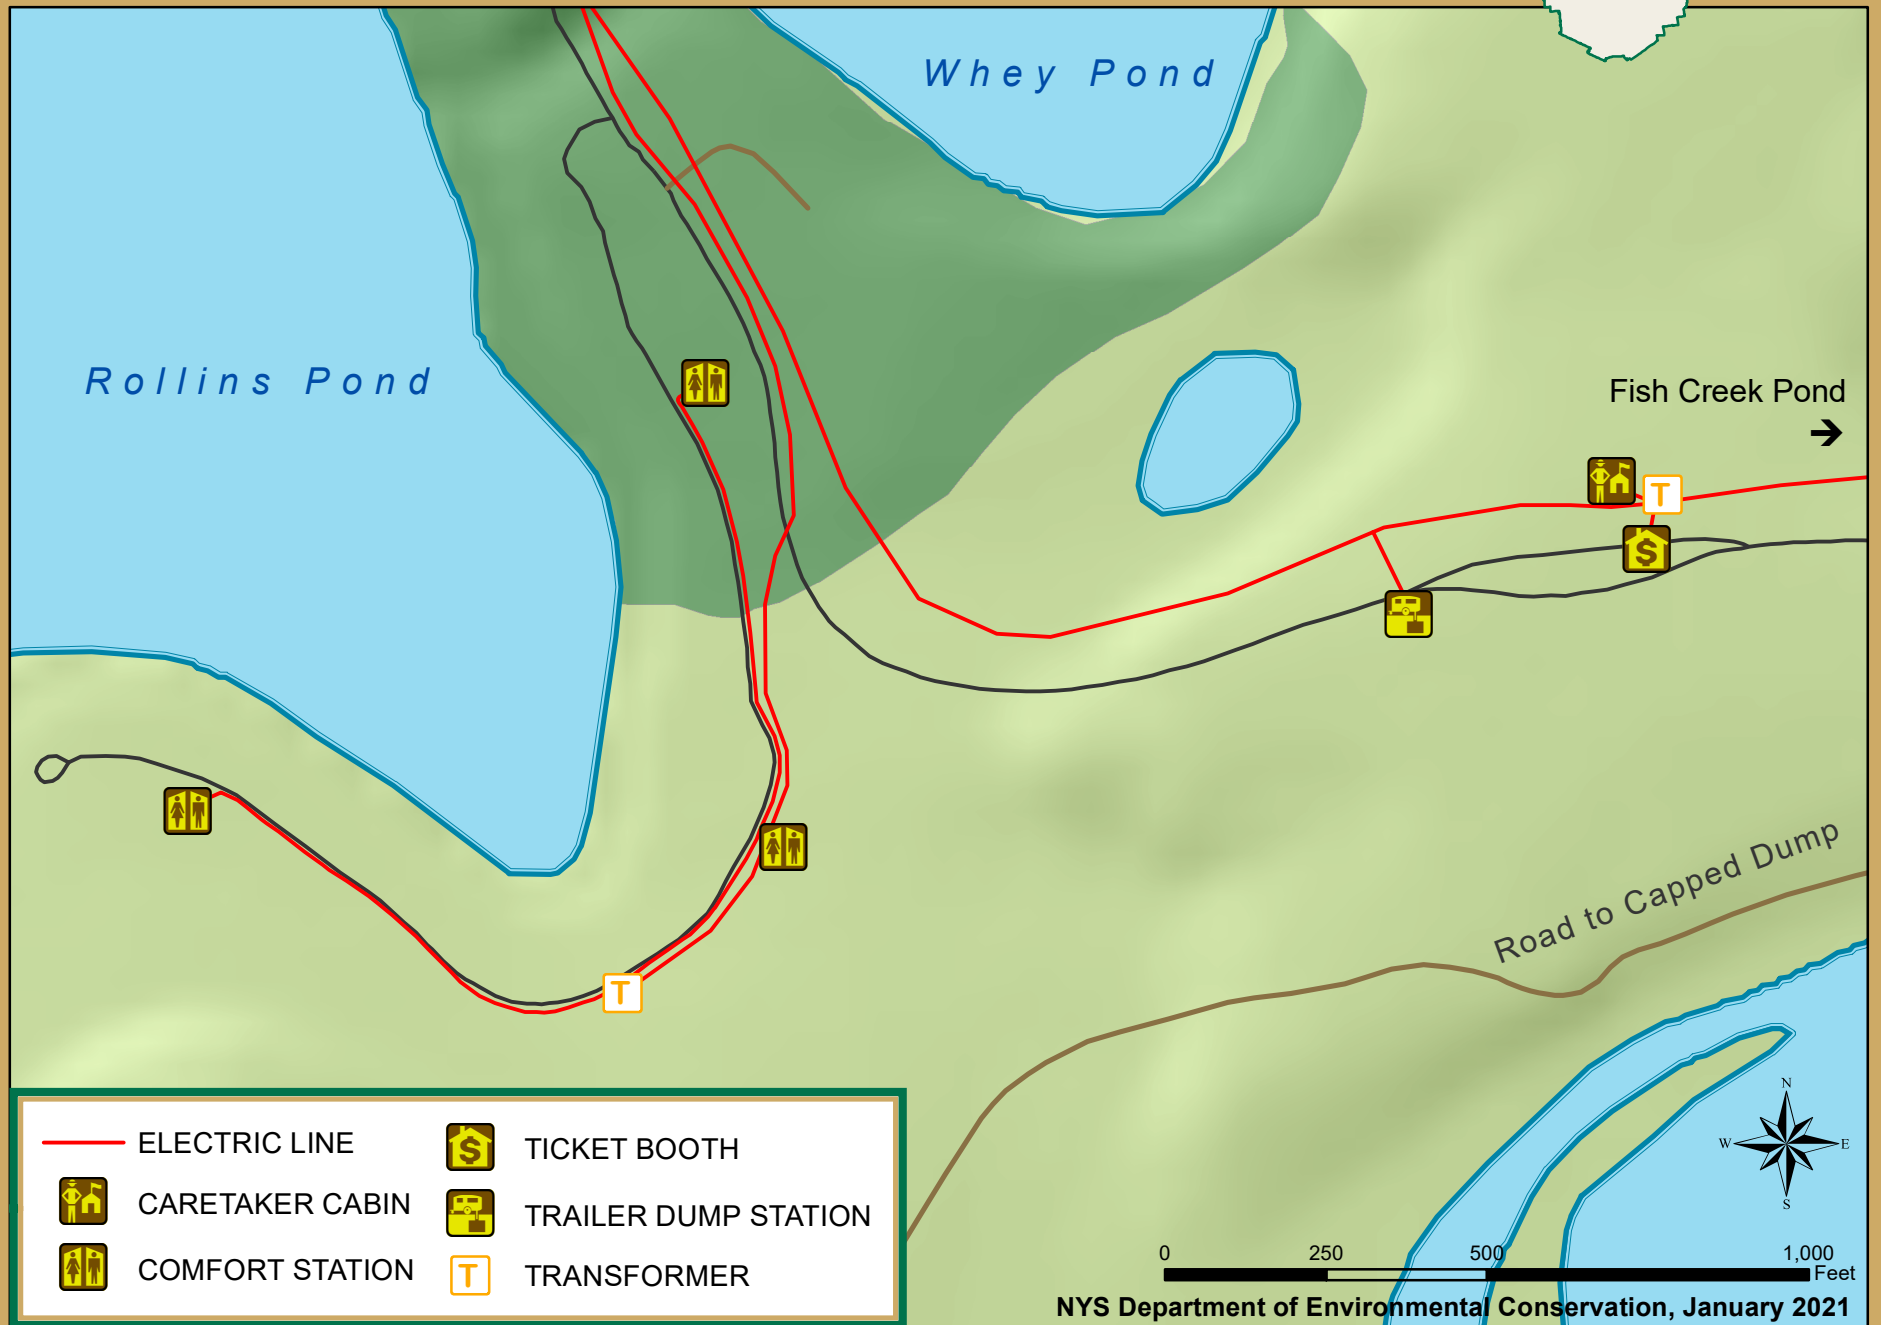 Whey Pond
Rollins Pond
Fish Creek Pond
T
$
T
Road to Capped Dump
ELECTRIC LINE
CARETAKER CABIN
COMFORT STATION
$ TICKET BOOTH
TRAILER DUMP STATION
T TRANSFORMER
N
W E
S
0 250 500 1,000
Feet
NYS Department of Environmental Conservation, January 2021